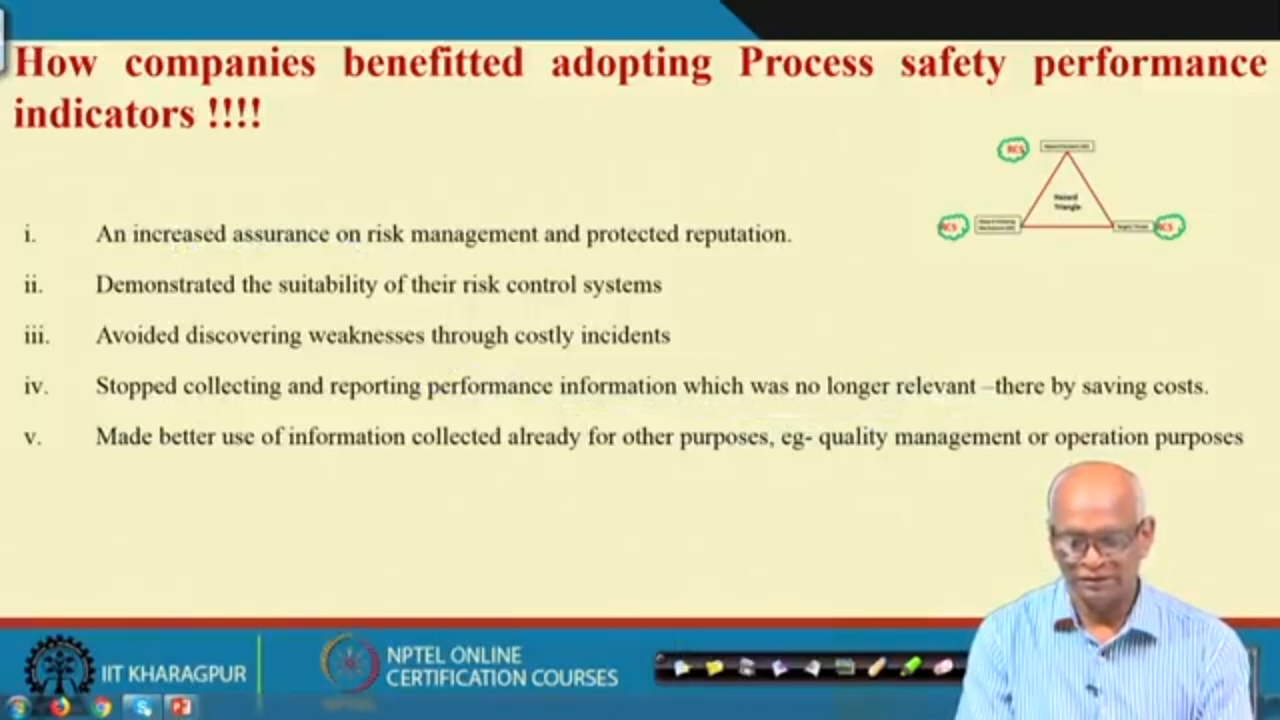 How companies benefitted adopting Process safety performance
indicators !!!!
RCS
Hazard
Triangle
RCS
RCS
i. An increased assurance on risk management and protected reputation.
ii. Demonstrated the suitability of their risk control systems
iii. Avoided discovering weaknesses through costly incidents
iv. Stopped collecting and reporting performance information which was no longer relevant –there by saving costs.
v. Made better use of information collected already for other purposes, eg- quality management or operation purposes
IIT KHARAGPUR
NPTEL ONLINE
CERTIFICATION COURSES